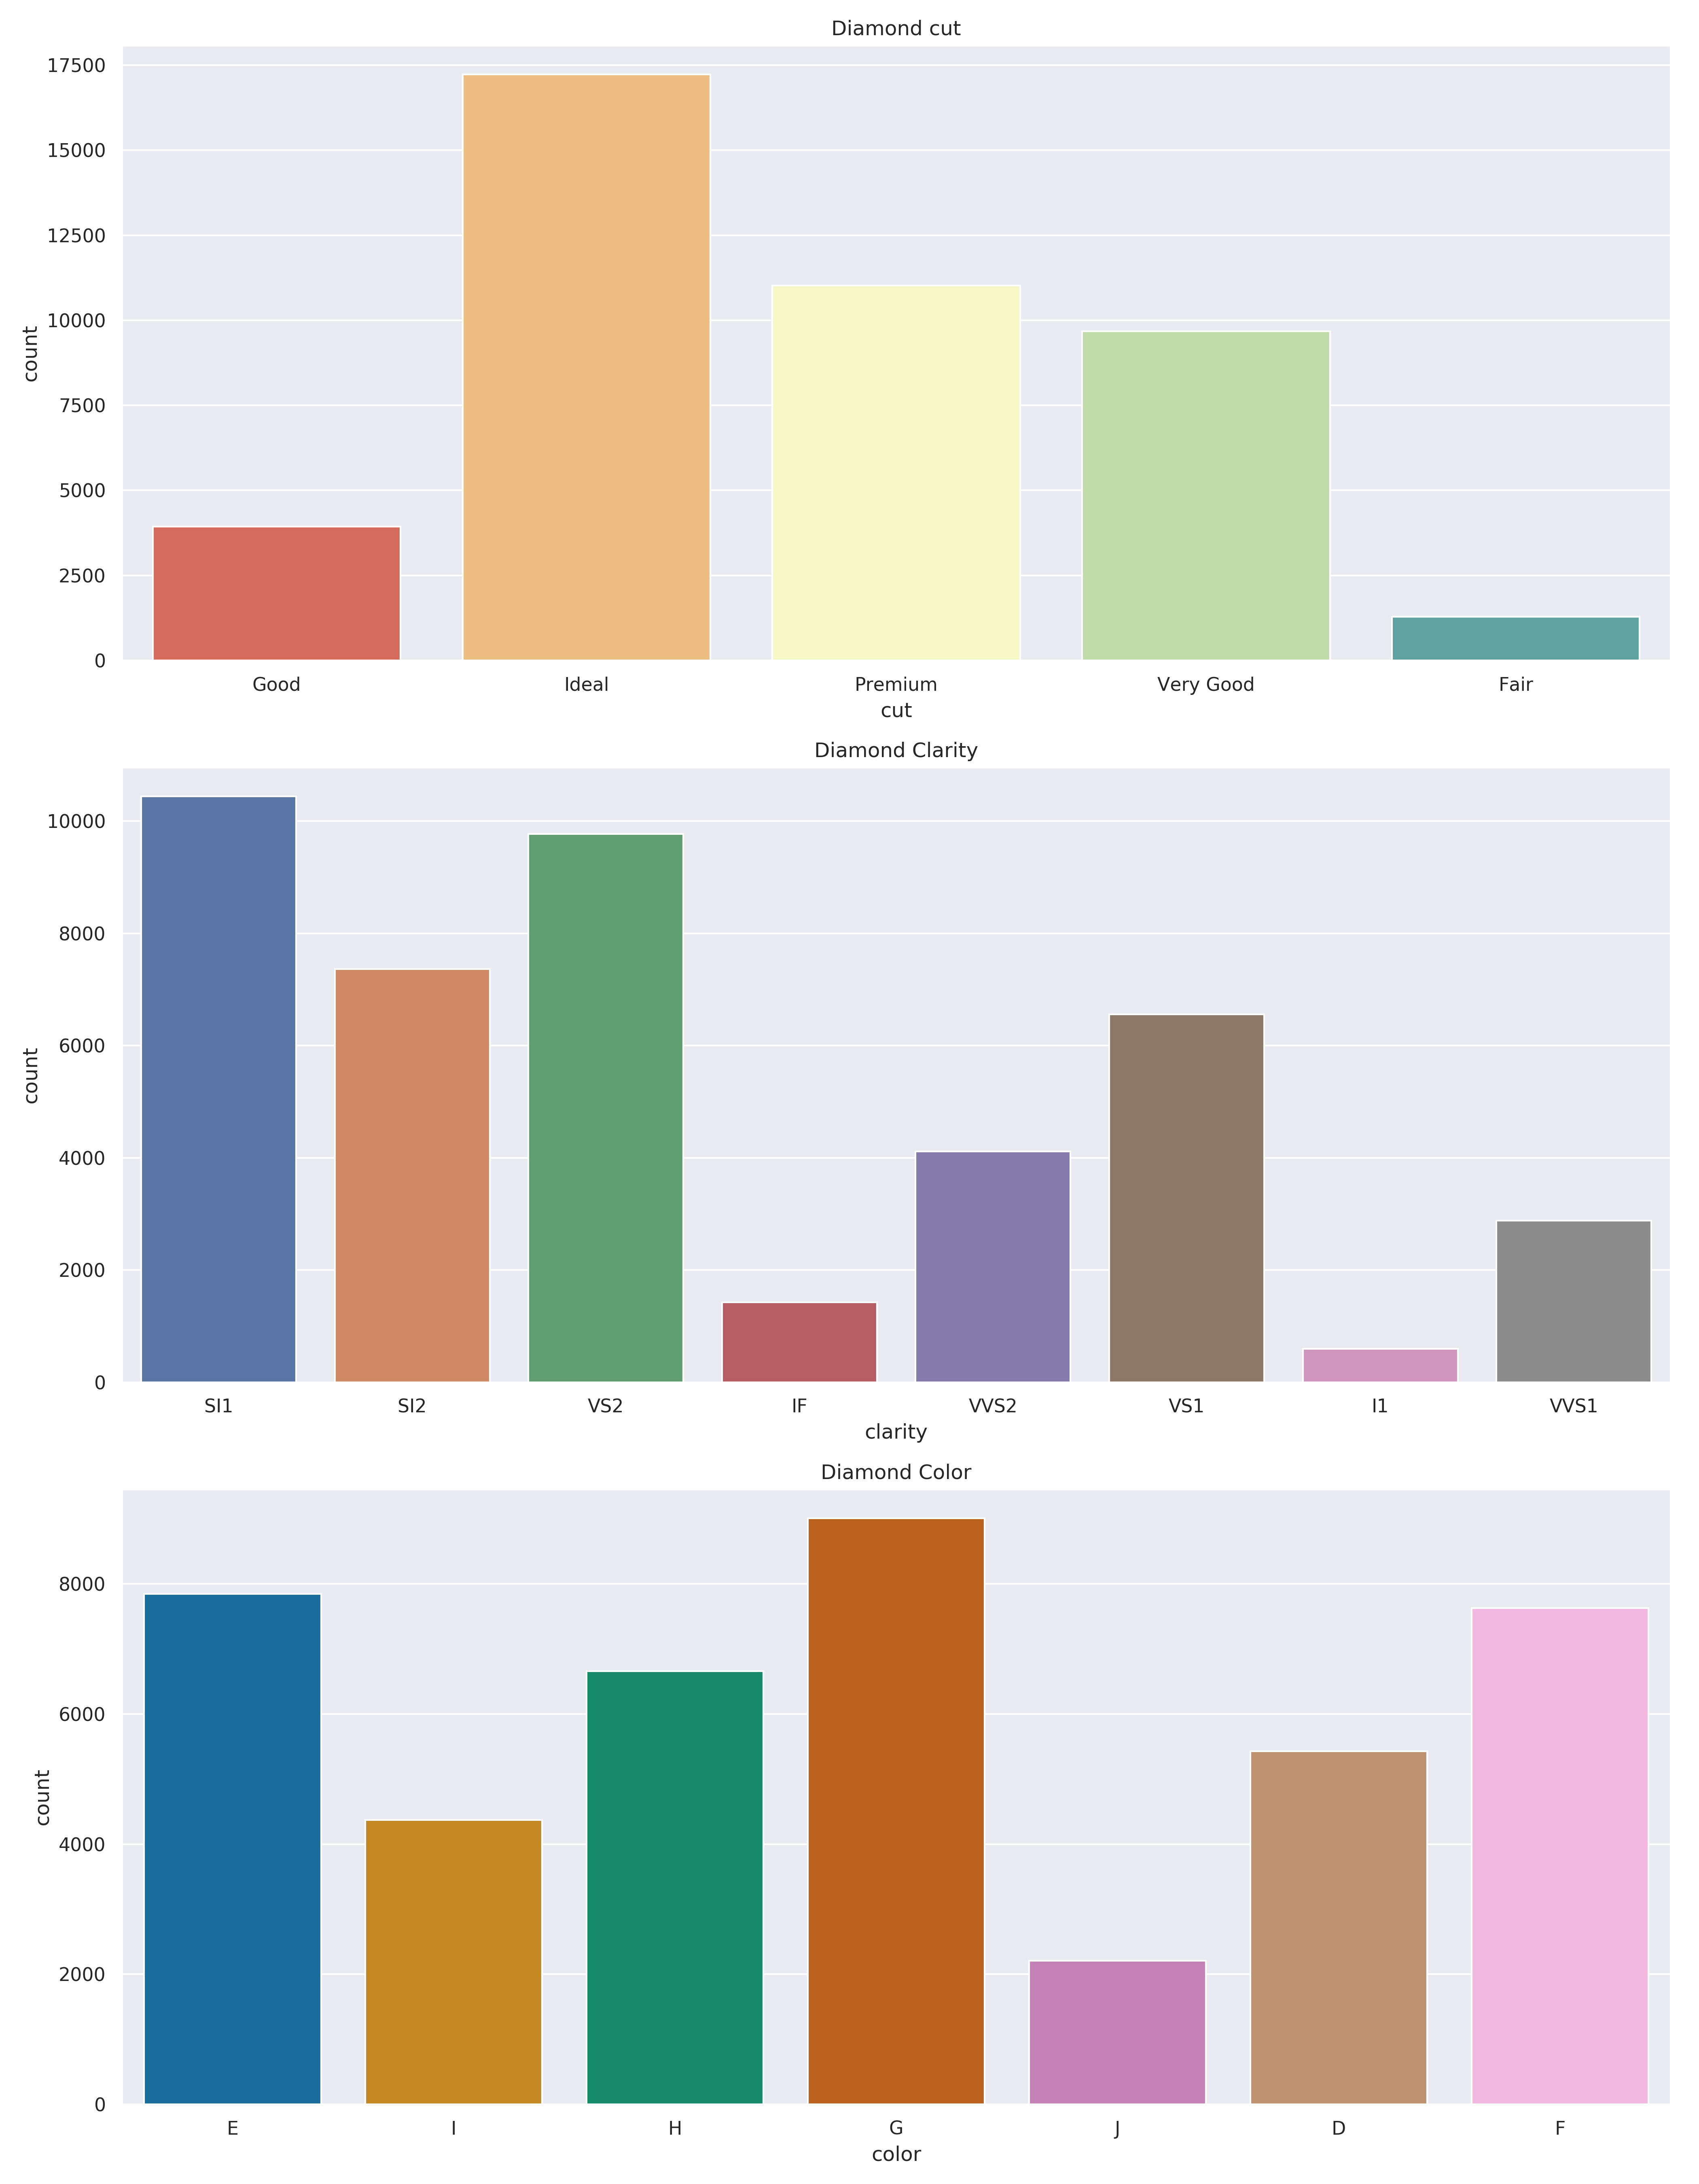 Diamond cut
17500
15000
12500
10000
7500
5000
2500
0
count
Good Ideal Premium Very Good Fair
cut
Diamond Clarity
10000
8000
6000
4000
2000
0
count
SI1 SI2 VS2 IF VVS2 VS1 I1 VVS1
clarity
Diamond Color
8000
6000
4000
2000
0
count
E I H G J D F
color